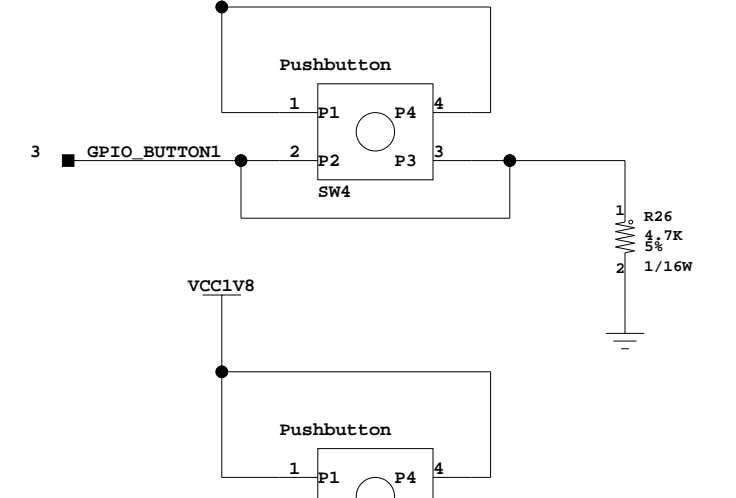 Pushbutton
1 P1 P4 4
3 GPIO_BUTTON1 2 P2 P3 3
SW4
1 R26
4.7K
5%
2 1/16W
VCC1V8
Pushbutton
1 P1 P4 4